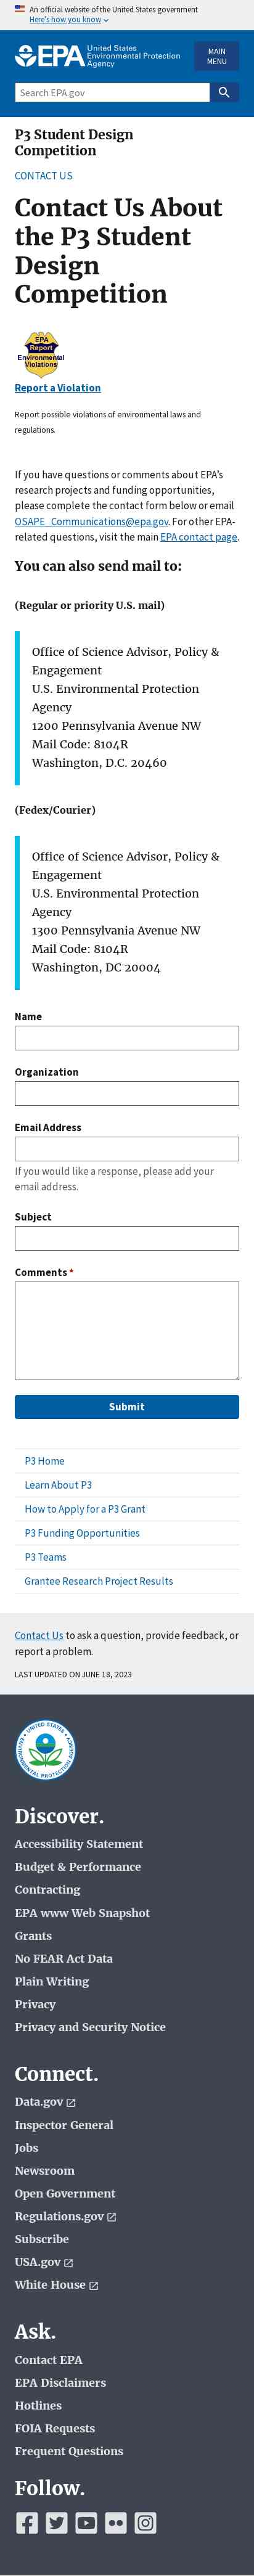 An official website of the United States government
Here's how you know
EPA United States
Environmental Protection
Agency
MAIN
MENU
Search EPA.gov
P3 Student Design
Competition
CONTACT US
Contact Us About
the P3 Student
Design
Competition
EPA
Report
Environmental
Violations
Report a Violation
Report possible violations of environmental laws and
regulations.
If you have questions or comments about EPA's
research projects and funding opportunities,
please complete the contact form below or email
OSAPE_Communications@epa.gov. For other EPA-
related questions, visit the main EPA contact page.
You can also send mail to:
(Regular or priority U.S. mail)
Office of Science Advisor, Policy &
Engagement
U.S. Environmental Protection
Agency
1200 Pennsylvania Avenue NW
Mail Code: 8104R
Washington, D.C. 20460
(Fedex/Courier)
Office of Science Advisor, Policy &
Engagement
U.S. Environmental Protection
Agency
1300 Pennsylvania Avenue NW
Mail Code: 8104R
Washington, DC 20004
Name
Organization
Email Address
If you would like a response, please add your
email address.
Subject
Comments *
Submit
P3 Home
Learn About P3
How to Apply for a P3 Grant
P3 Funding Opportunities
P3 Teams
Grantee Research Project Results
Contact Us to ask a question, provide feedback, or
report a problem.
LAST UPDATED ON JUNE 18, 2023
UNITED STATES
ENVIRONMENTAL PROTECTION AGENCY
Discover.
Accessibility Statement
Budget & Performance
Contracting
EPA www Web Snapshot
Grants
No FEAR Act Data
Plain Writing
Privacy
Privacy and Security Notice
Connect.
Data.gov
Inspector General
Jobs
Newsroom
Open Government
Regulations.gov
Subscribe
USA.gov
White House
Ask.
Contact EPA
EPA Disclaimers
Hotlines
FOIA Requests
Frequent Questions
Follow.